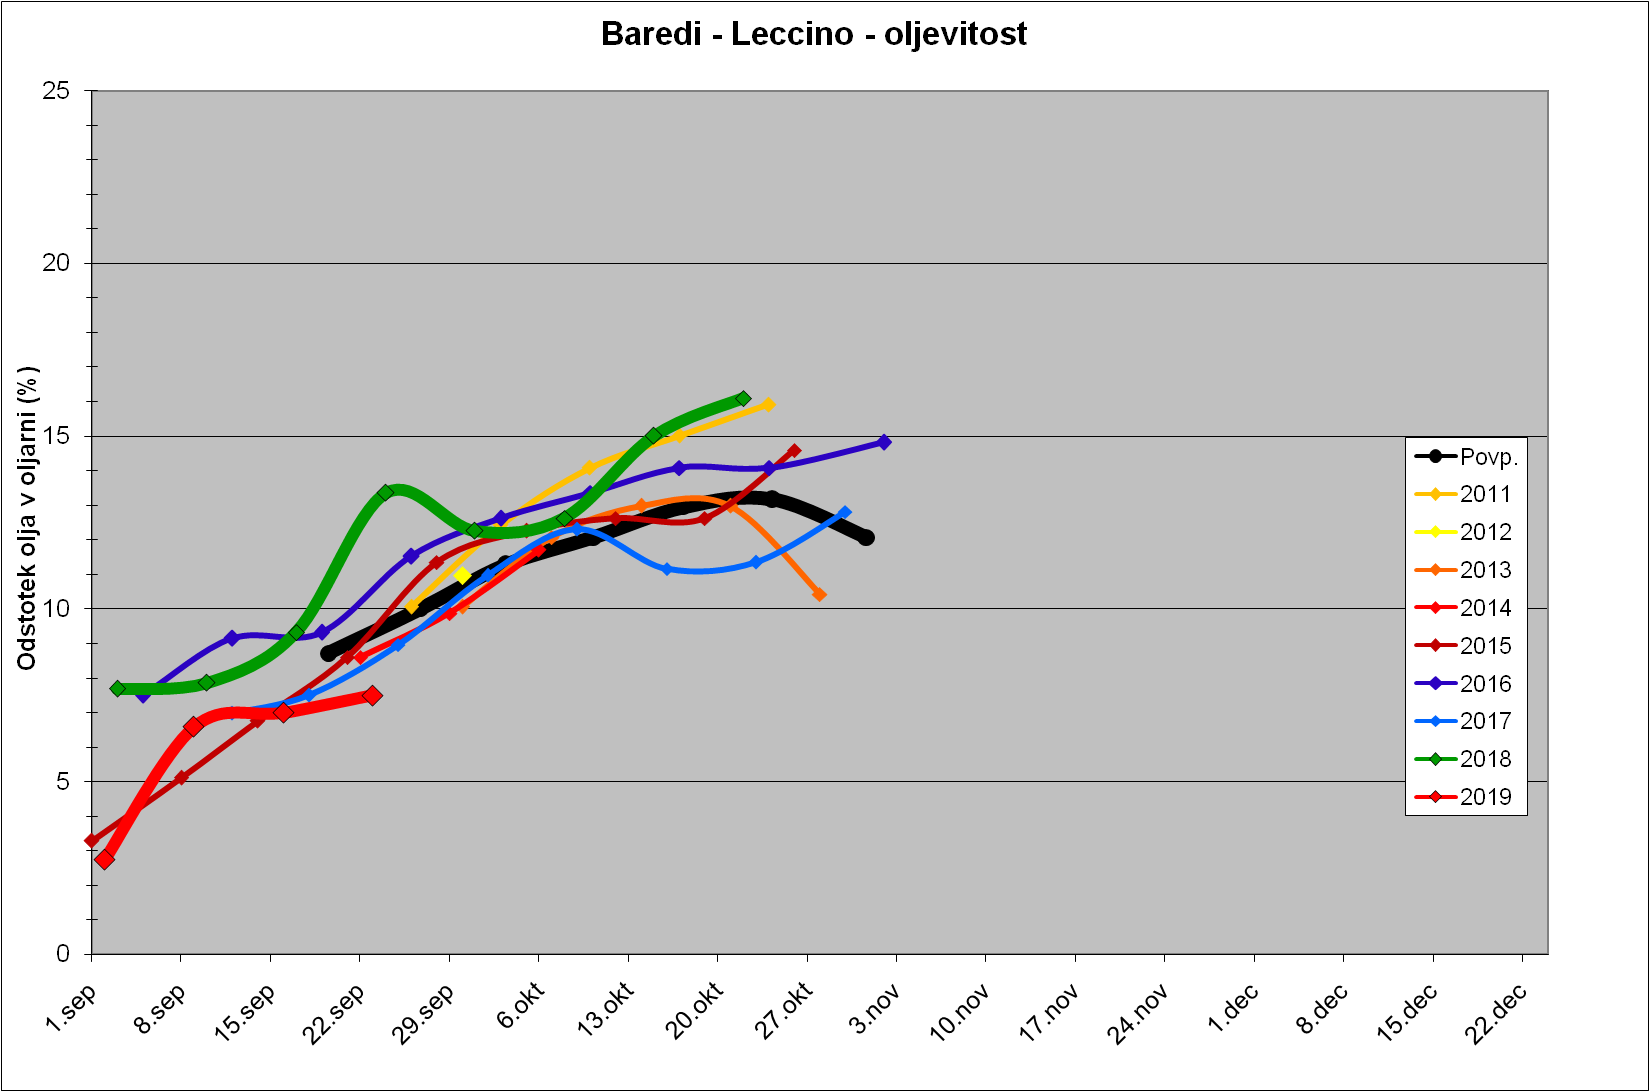 Baredi - Leccino - oljevitost
Odstotek olja v oljarni (%)
25
20
15
10
5
0
1.sep
8.sep
15.sep
22.sep
29.sep
6.okt
13.okt
20.okt
27.okt
3.nov
10.nov
17.nov
24.nov
1.dec
8.dec
15.dec
22.dec
Povp.
2011
2012
2013
2014
2015
2016
2017
2018
2019